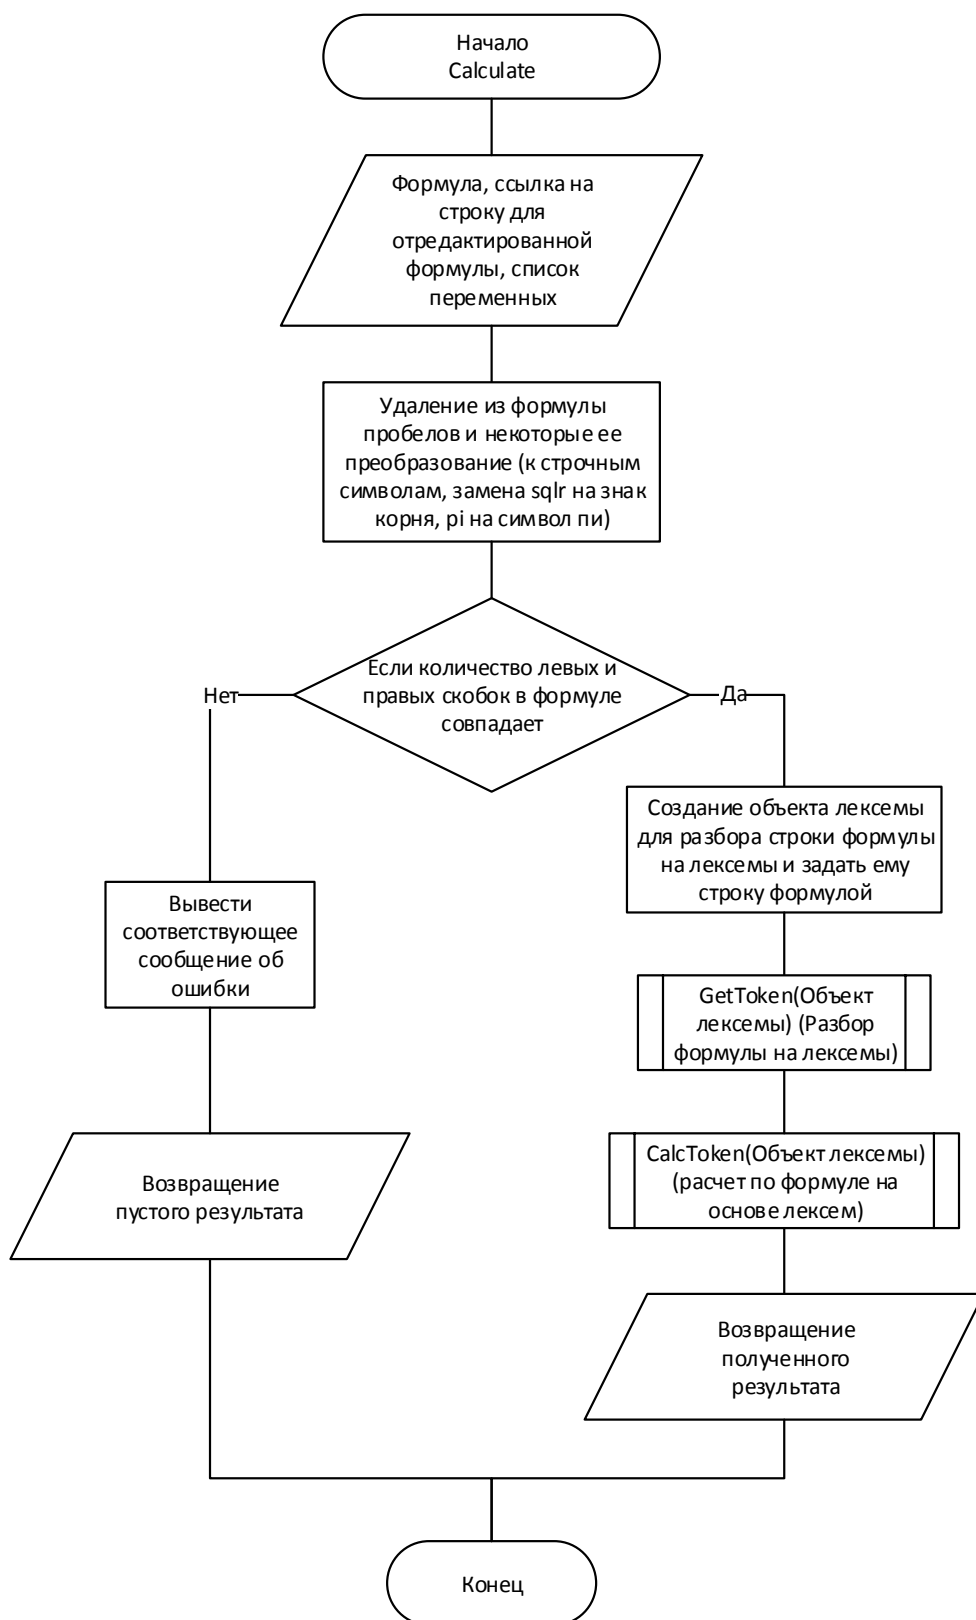 Начало
Calculate
Формула, ссылка на
строку для
отредактированной
формулы, список
переменных
Удаление из формулы
пробелов и некоторые ее
преобразование (к строчным
символам, замена sqlr на знак
корня, pi на символ пи)
Если количество левых и
правых скобок в формуле
совпадает
Нет
Да
Создание объекта лексемы
для разбора строки формулы
на лексемы и задать ему
строку формулой
Вывести
соответствующее
сообщение об
ошибки
GetToken(Объект
лексемы) (Разбор
формулы на лексемы)
CalcToken(Объект лексемы)
(расчет по формуле на
основе лексем)
Возвращение
пустого результата
Возвращение
полученного
результата
Конец